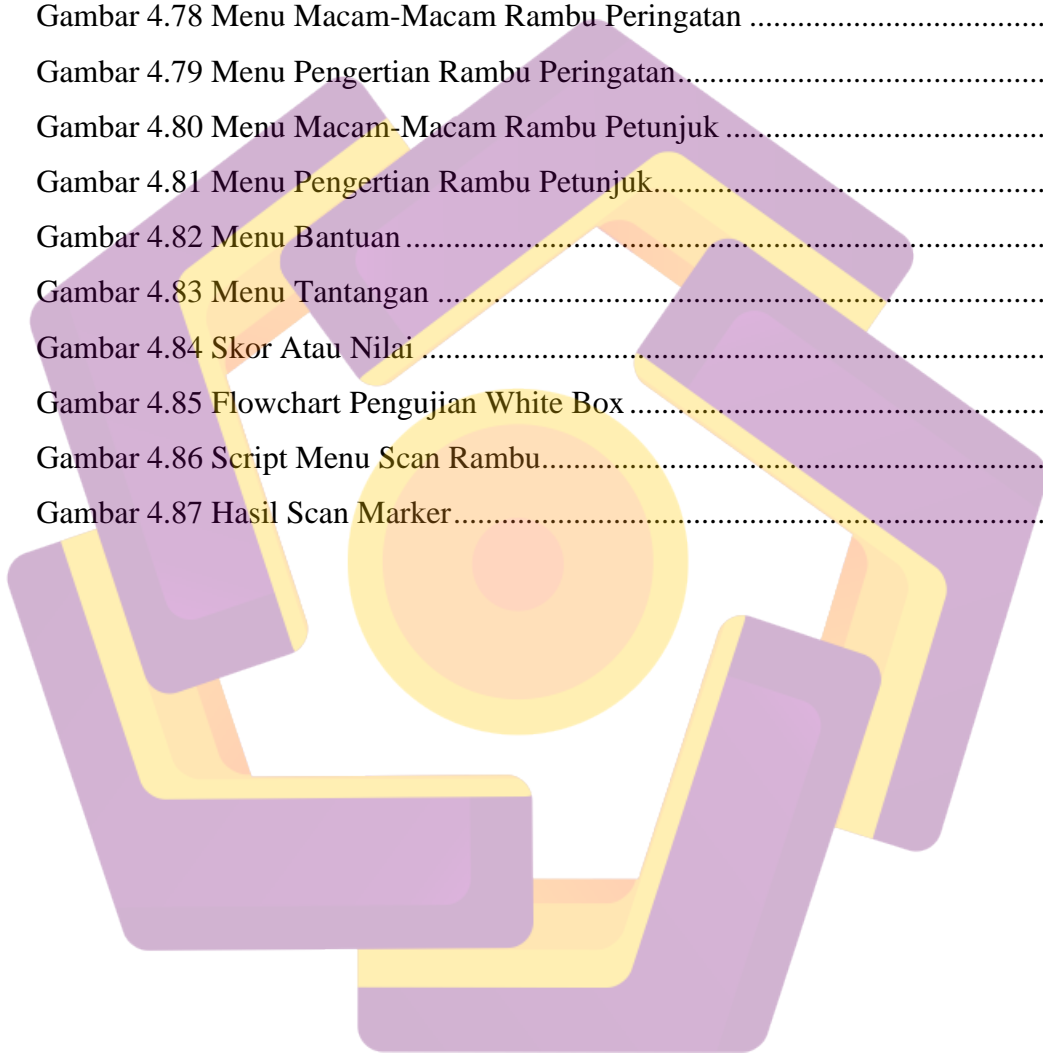 Gambar 4.78 Menu Macam-Macam Rambu Peringatan ........................................
Gambar 4.79 Menu Pengertian Rambu Peringatan..................................................
Gambar 4.80 Menu Macam-Macam Rambu Petunjuk ...........................................
Gambar 4.81 Menu Pengertian Rambu Petunjuk.....................................................
Gambar 4.82 Menu Bantuan ....................................................................................
Gambar 4.83 Menu Tantangan ................................................................................
Gambar 4.84 Skor Atau Nilai ..................................................................................
Gambar 4.85 Flowchart Pengujian White Box ........................................................
Gambar 4.86 Script Menu Scan Rambu...................................................................
Gambar 4.87 Hasil Scan Marker..............................................................................